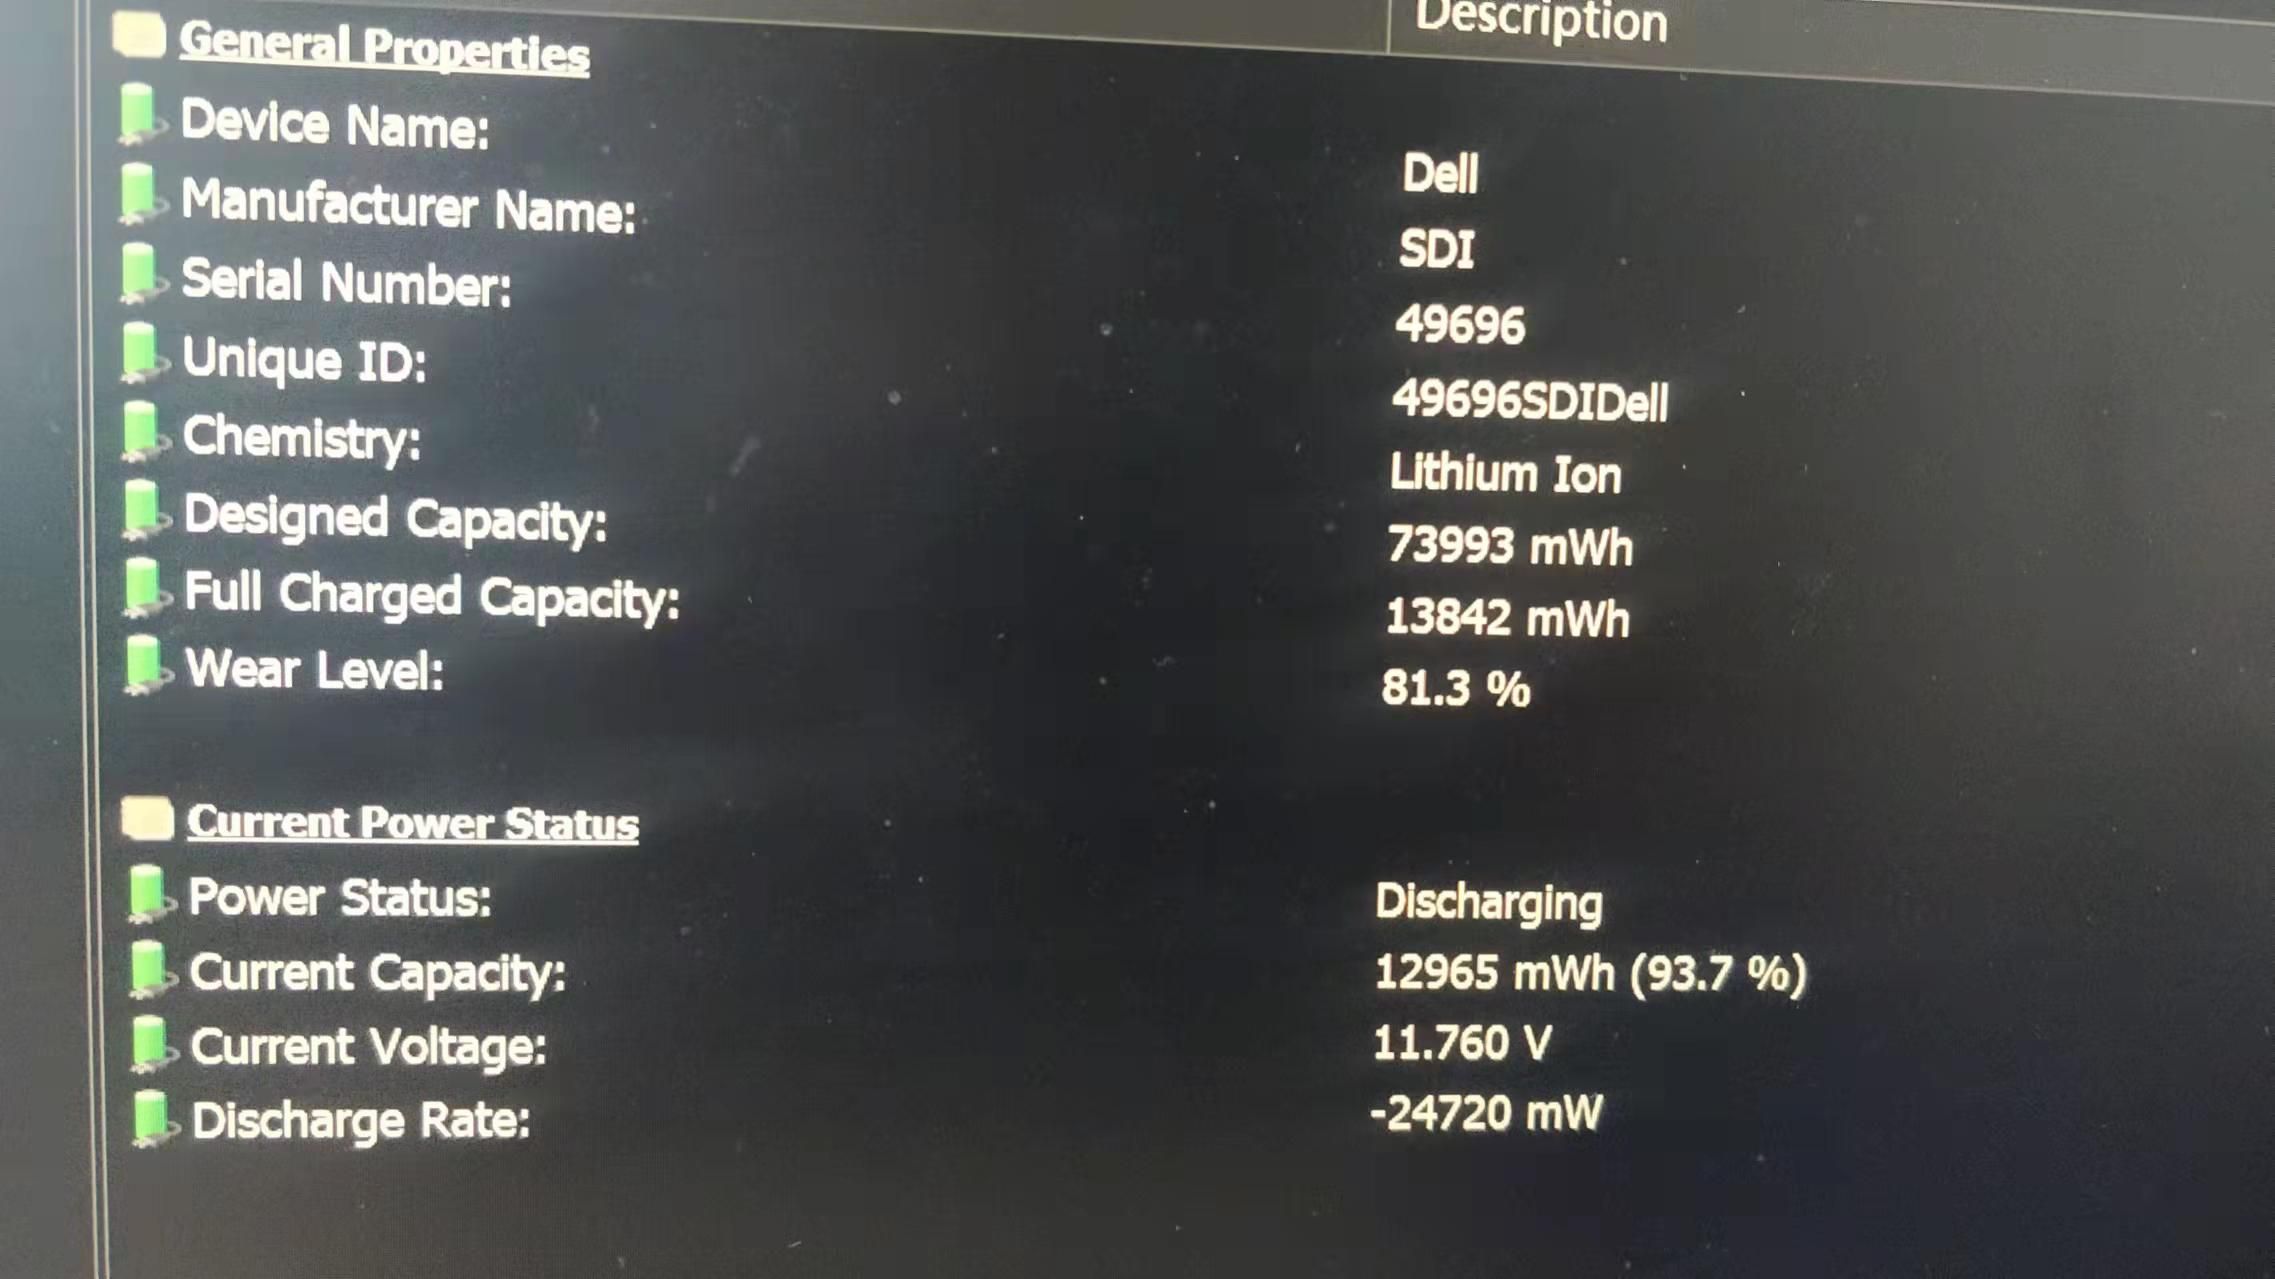 Description
General Properties
Device Name: Dell
Manufacturer Name: SDI
Serial Number: 49696
Unique ID: 49696SDIDell
Chemistry: Lithium Ion
Designed Capacity: 73993 mWh
Full Charged Capacity: 13842 mWh
Wear Level: 81.3 %
Current Power Status
Power Status: Discharging
Current Capacity: 12965 mWh (93.7 %)
Current Voltage: 11.760 V
Discharge Rate: -24720 mW